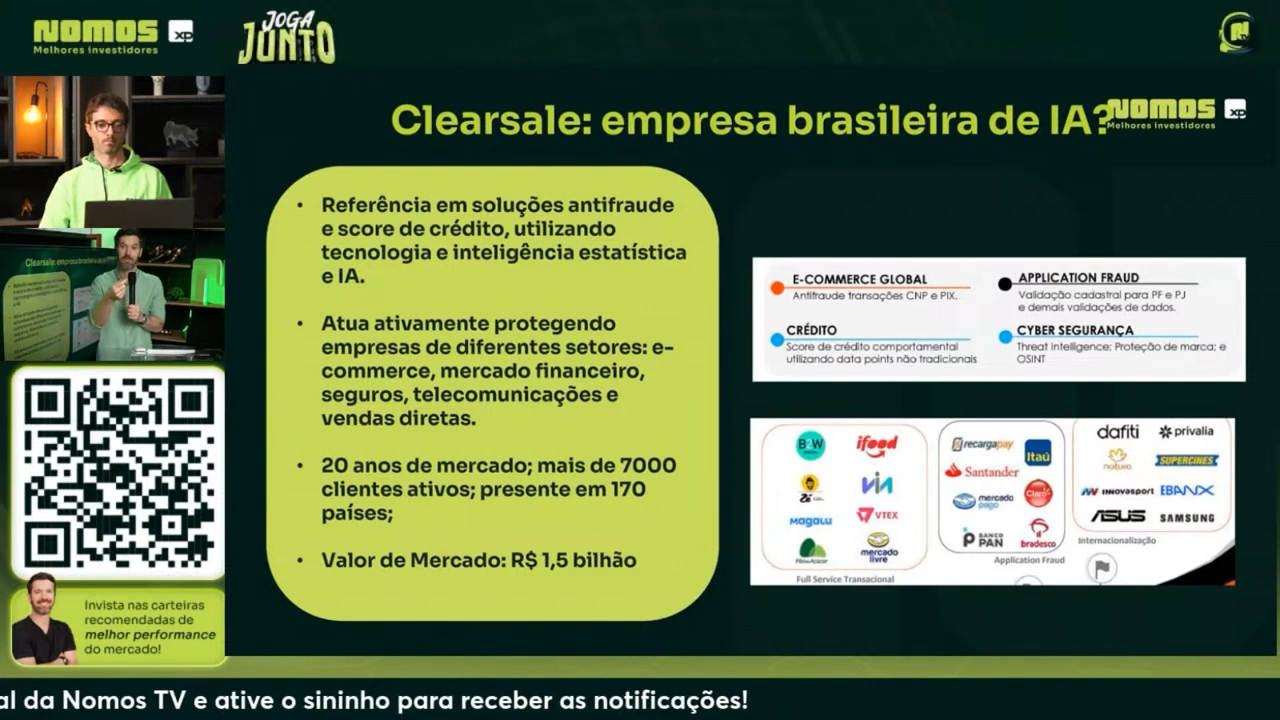 NOMOS
xp
Melhores investidores
JOGA
JUNTO
Clearsale: empresa brasileira de IA?
NOMOS
xp
Melhores investidores
• Referência em soluções antifraude
e score de crédito, utilizando
tecnologia e inteligência estatística
e IA.
• Atua ativamente protegendo
empresas de diferentes setores: e-
commerce, mercado financeiro,
seguros, telecomunicações e
vendas diretas.
• 20 anos de mercado; mais de 7000
clientes ativos; presente em 170
países;
• Valor de Mercado: R$ 1,5 bilhão
E-COMMERCE GLOBAL
Antifraude transações CNP e PIX.
APPLICATION FRAUD
Validação cadastral para PF e PJ
e demais validações de dados.
CRÉDITO
Score de crédito comportamental
utilizando data points não tradicionais
CYBER SEGURANÇA
Threat Intelligence; Proteção de marca; e
OSINT
B2W
ifood
VIA
MAGALU
VTEX
mercado
livre
Full Service Transacional
recargapay
Itaú
Santander
mercado
pago
Claro
BANCO
PAN
bradesco
Application Fraud
dafiti
privalia
natura
SUPERCINES
INNOVASPORT
EBANX
ASUS
SAMSUNG
Internacionalização
Clearsale: empresa brasileira de
Invista nas carteiras
recomendadas de
melhor performance
do mercado!
al da Nomos TV e ative o sininho para receber as notificações!